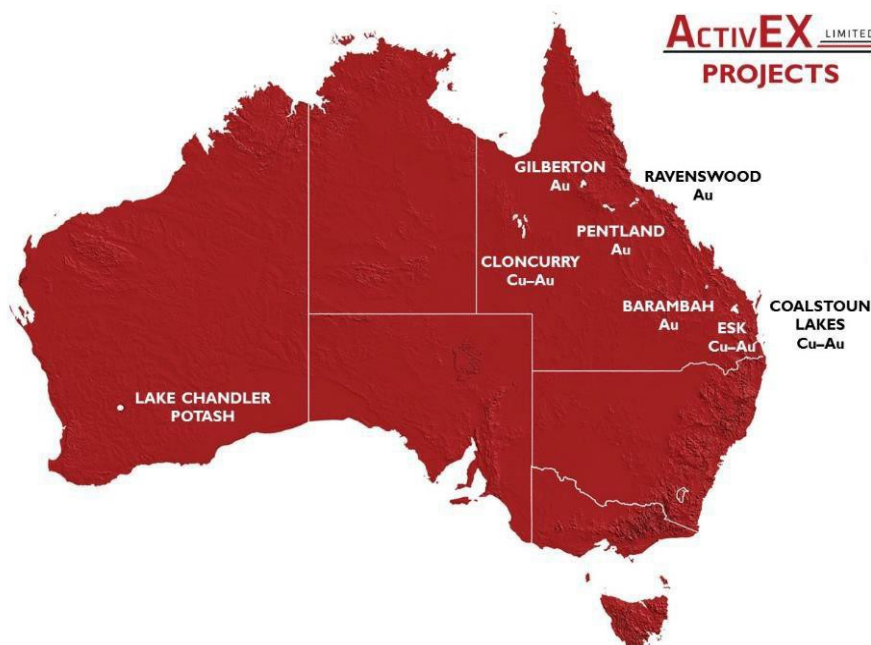 ACTIVEX LIMITED
PROJECTS
GILBERTON
Au
RAVENSWOOD
Au
PENTLAND
Au
CLONCURRY
Cu–Au
BARAMBAH
Au
ESK
Cu–Au
COALSTOUN
LAKES
Cu–Au
LAKE CHANDLER
POTASH